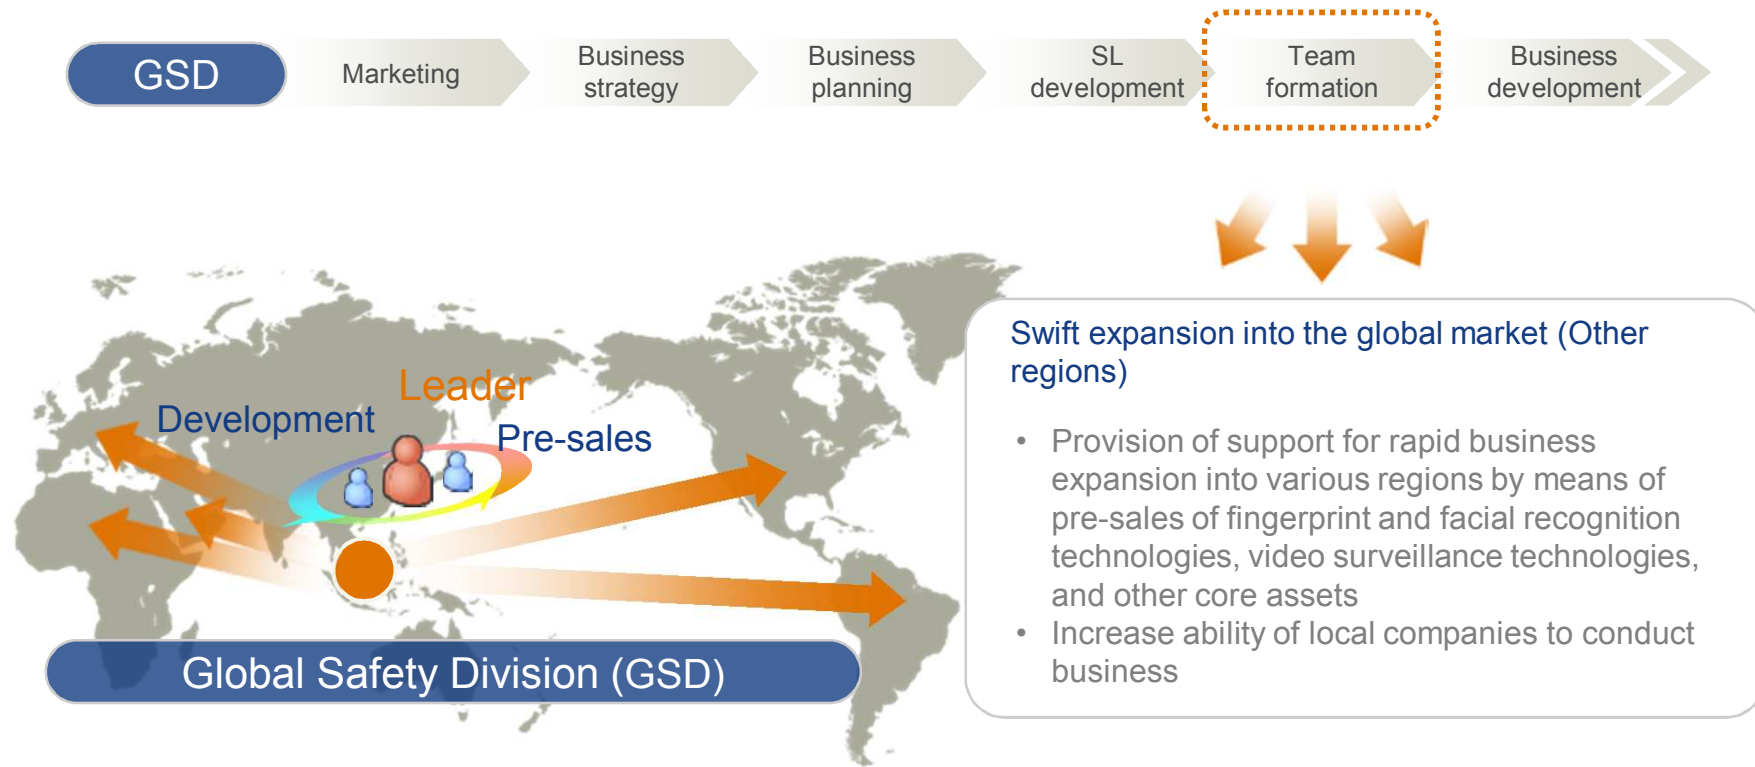 GSD
Marketing
Business
strategy
Business
planning
SL
development
Team
formation
Business
development
Leader
Development
Pre-sales
Global Safety Division (GSD)
Swift expansion into the global market (Other
regions)
• Provision of support for rapid business
expansion into various regions by means of
pre-sales of fingerprint and facial recognition
technologies, video surveillance technologies,
and other core assets
• Increase ability of local companies to conduct
business